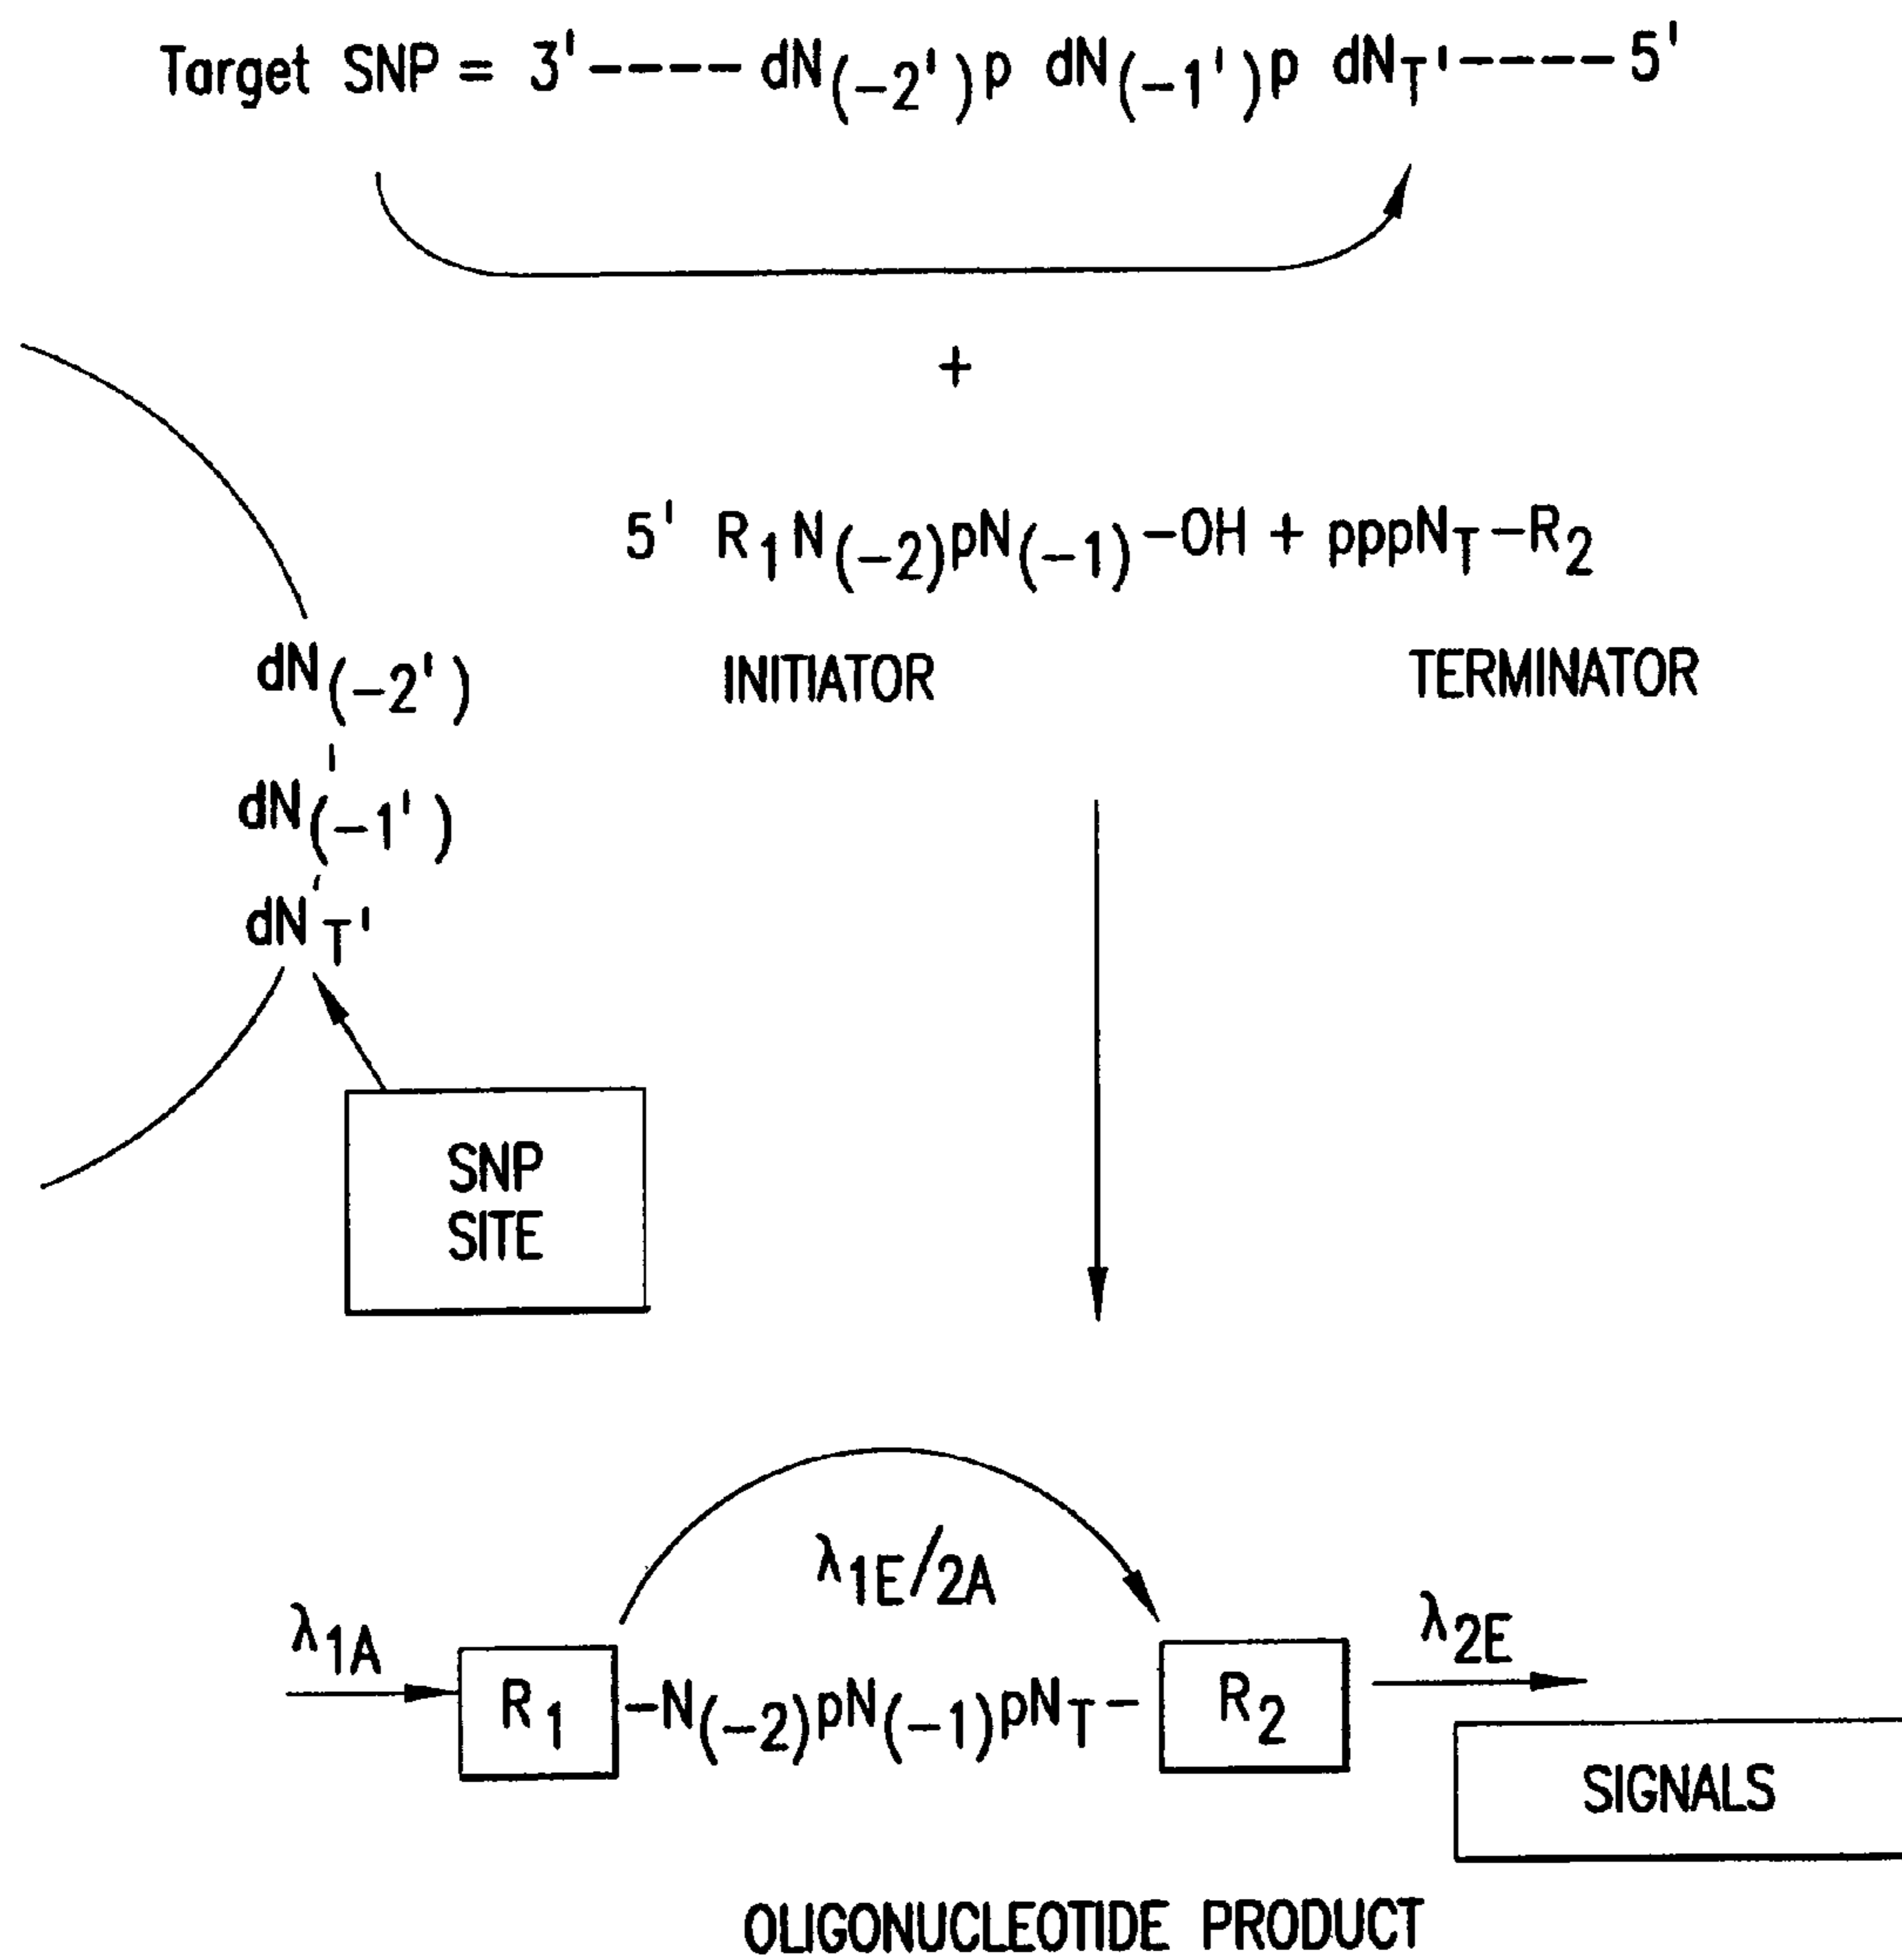 Target SNP = 3'---- dN(-2')p dN(-1')p dNT'----5'
+
5' R1N(-2)pN(-1)-OH + pppNT-R2
INITIATOR TERMINATOR
dN(-2')
dN(-1')
dNT'
SNP
SITE
λ1E/2A
λ1A
λ2E
R1 -N(-2)pN(-1)pNT- R2
SIGNALS
OLIGONUCLEOTIDE PRODUCT